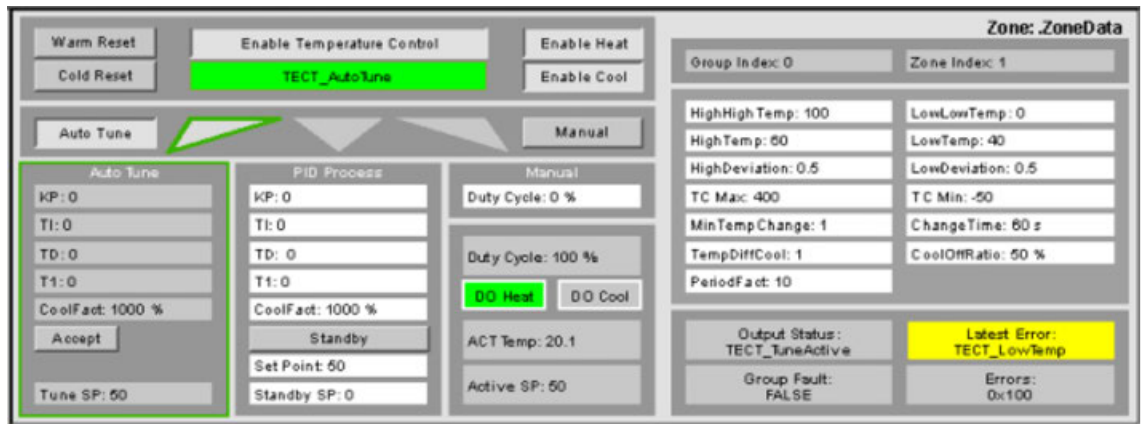 Warm Reset
Enable Temperature Control
Enable Heat
Cold Reset
TECT_AutoTune
Enable Cool
Auto Tune
Manual
Auto Tune
KP: 0
TI: 0
TD: 0
T1: 0
CoolFact: 1000 %
Accept
Tune SP: 50
PID Process
KP: 0
TI: 0
TD: 0
T1: 0
CoolFact: 1000 %
Standby
Set Point: 50
Standby SP: 0
Manual
Duty Cycle: 0 %
Duty Cycle: 100 %
DO Heat
DO Cool
ACT Temp: 20.1
Active SP: 50
Zone: .ZoneData
Group Index: 0
Zone Index: 1
HighHighTemp: 100
LowLowTemp: 0
HighTemp: 60
LowTemp: 40
HighDeviation: 0.5
LowDeviation: 0.5
TC Max: 400
TC Min: -50
MinTempChange: 1
ChangeTime: 60 s
TempDiffCool: 1
CoolOffRatio: 50 %
PeriodFact: 10
Output Status:
TECT_TuneActive
Latest Error:
TECT_LowTemp
Group Fault:
FALSE
Errors:
0x100